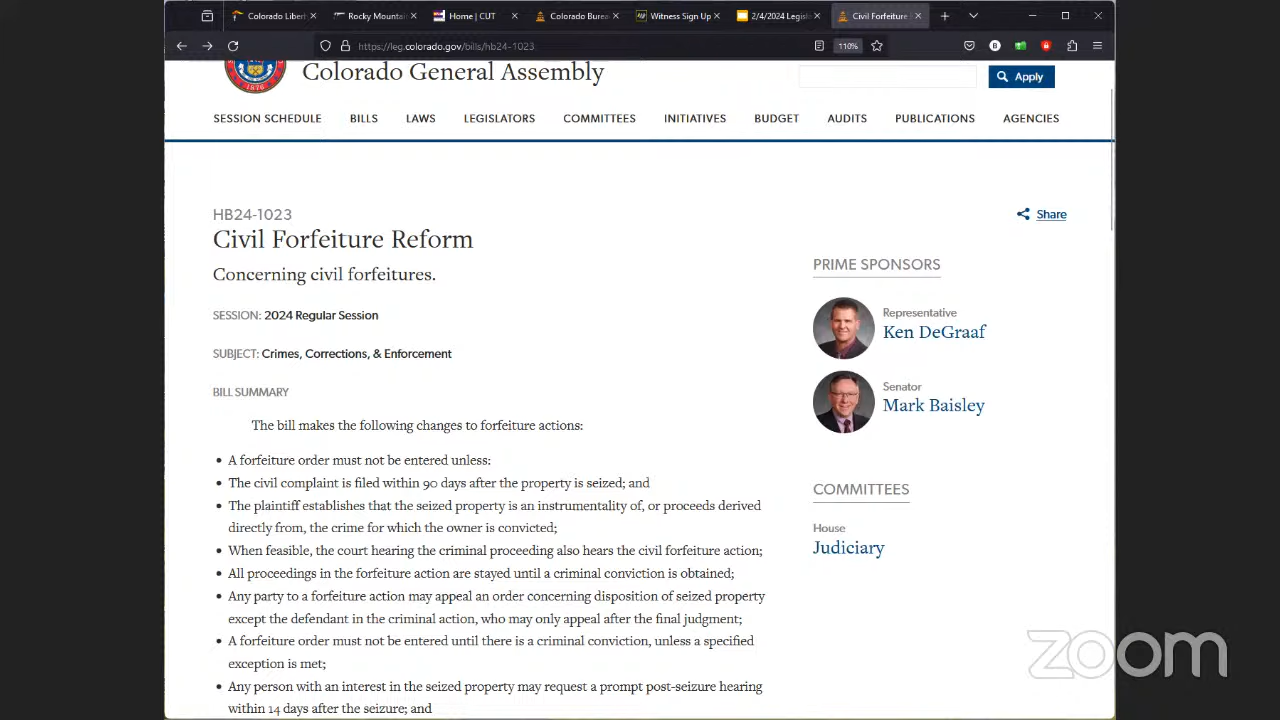 Colorado Libert
Rocky Mountain
Home | CUT
Colorado Burea
Witness Sign Up
2/4/2024 Legisl
Civil Forfeiture
https://leg.colorado.gov/bills/hb24-1023
110%
Colorado General Assembly
1876
Apply
SESSION SCHEDULE BILLS LAWS LEGISLATORS COMMITTEES INITIATIVES BUDGET AUDITS PUBLICATIONS AGENCIES
HB24-1023
Share
Civil Forfeiture Reform
Concerning civil forfeitures.
SESSION: 2024 Regular Session
SUBJECT: Crimes, Corrections, & Enforcement
BILL SUMMARY
The bill makes the following changes to forfeiture actions:
• A forfeiture order must not be entered unless:
• The civil complaint is filed within 90 days after the property is seized; and
• The plaintiff establishes that the seized property is an instrumentality of, or proceeds derived
directly from, the crime for which the owner is convicted;
• When feasible, the court hearing the criminal proceeding also hears the civil forfeiture action;
• All proceedings in the forfeiture action are stayed until a criminal conviction is obtained;
• Any party to a forfeiture action may appeal an order concerning disposition of seized property
except the defendant in the criminal action, who may only appeal after the final judgment;
• A forfeiture order must not be entered until there is a criminal conviction, unless a specified
exception is met;
• Any person with an interest in the seized property may request a prompt post-seizure hearing
within 14 days after the seizure; and
PRIME SPONSORS
Representative
Ken DeGraaf
Senator
Mark Baisley
COMMITTEES
House
Judiciary
zoom